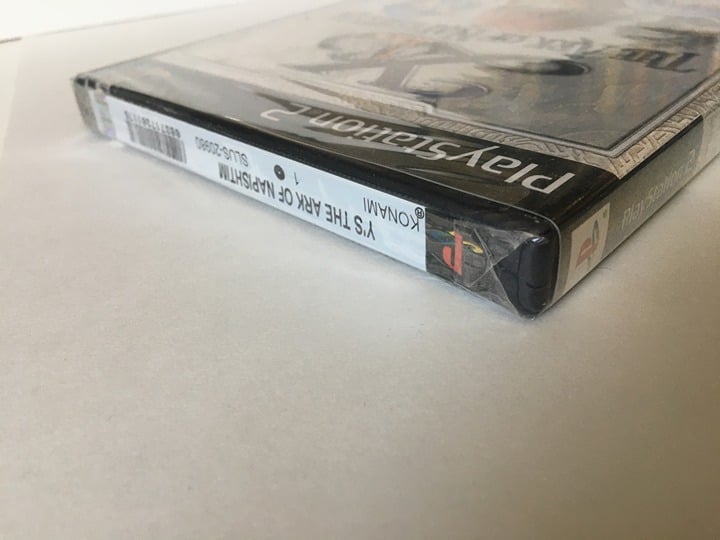 PlayStation 2
KONAMI®
Y'S THE ARK OF NAPISHTIM
1
SLUS-20980
PlayStation 2